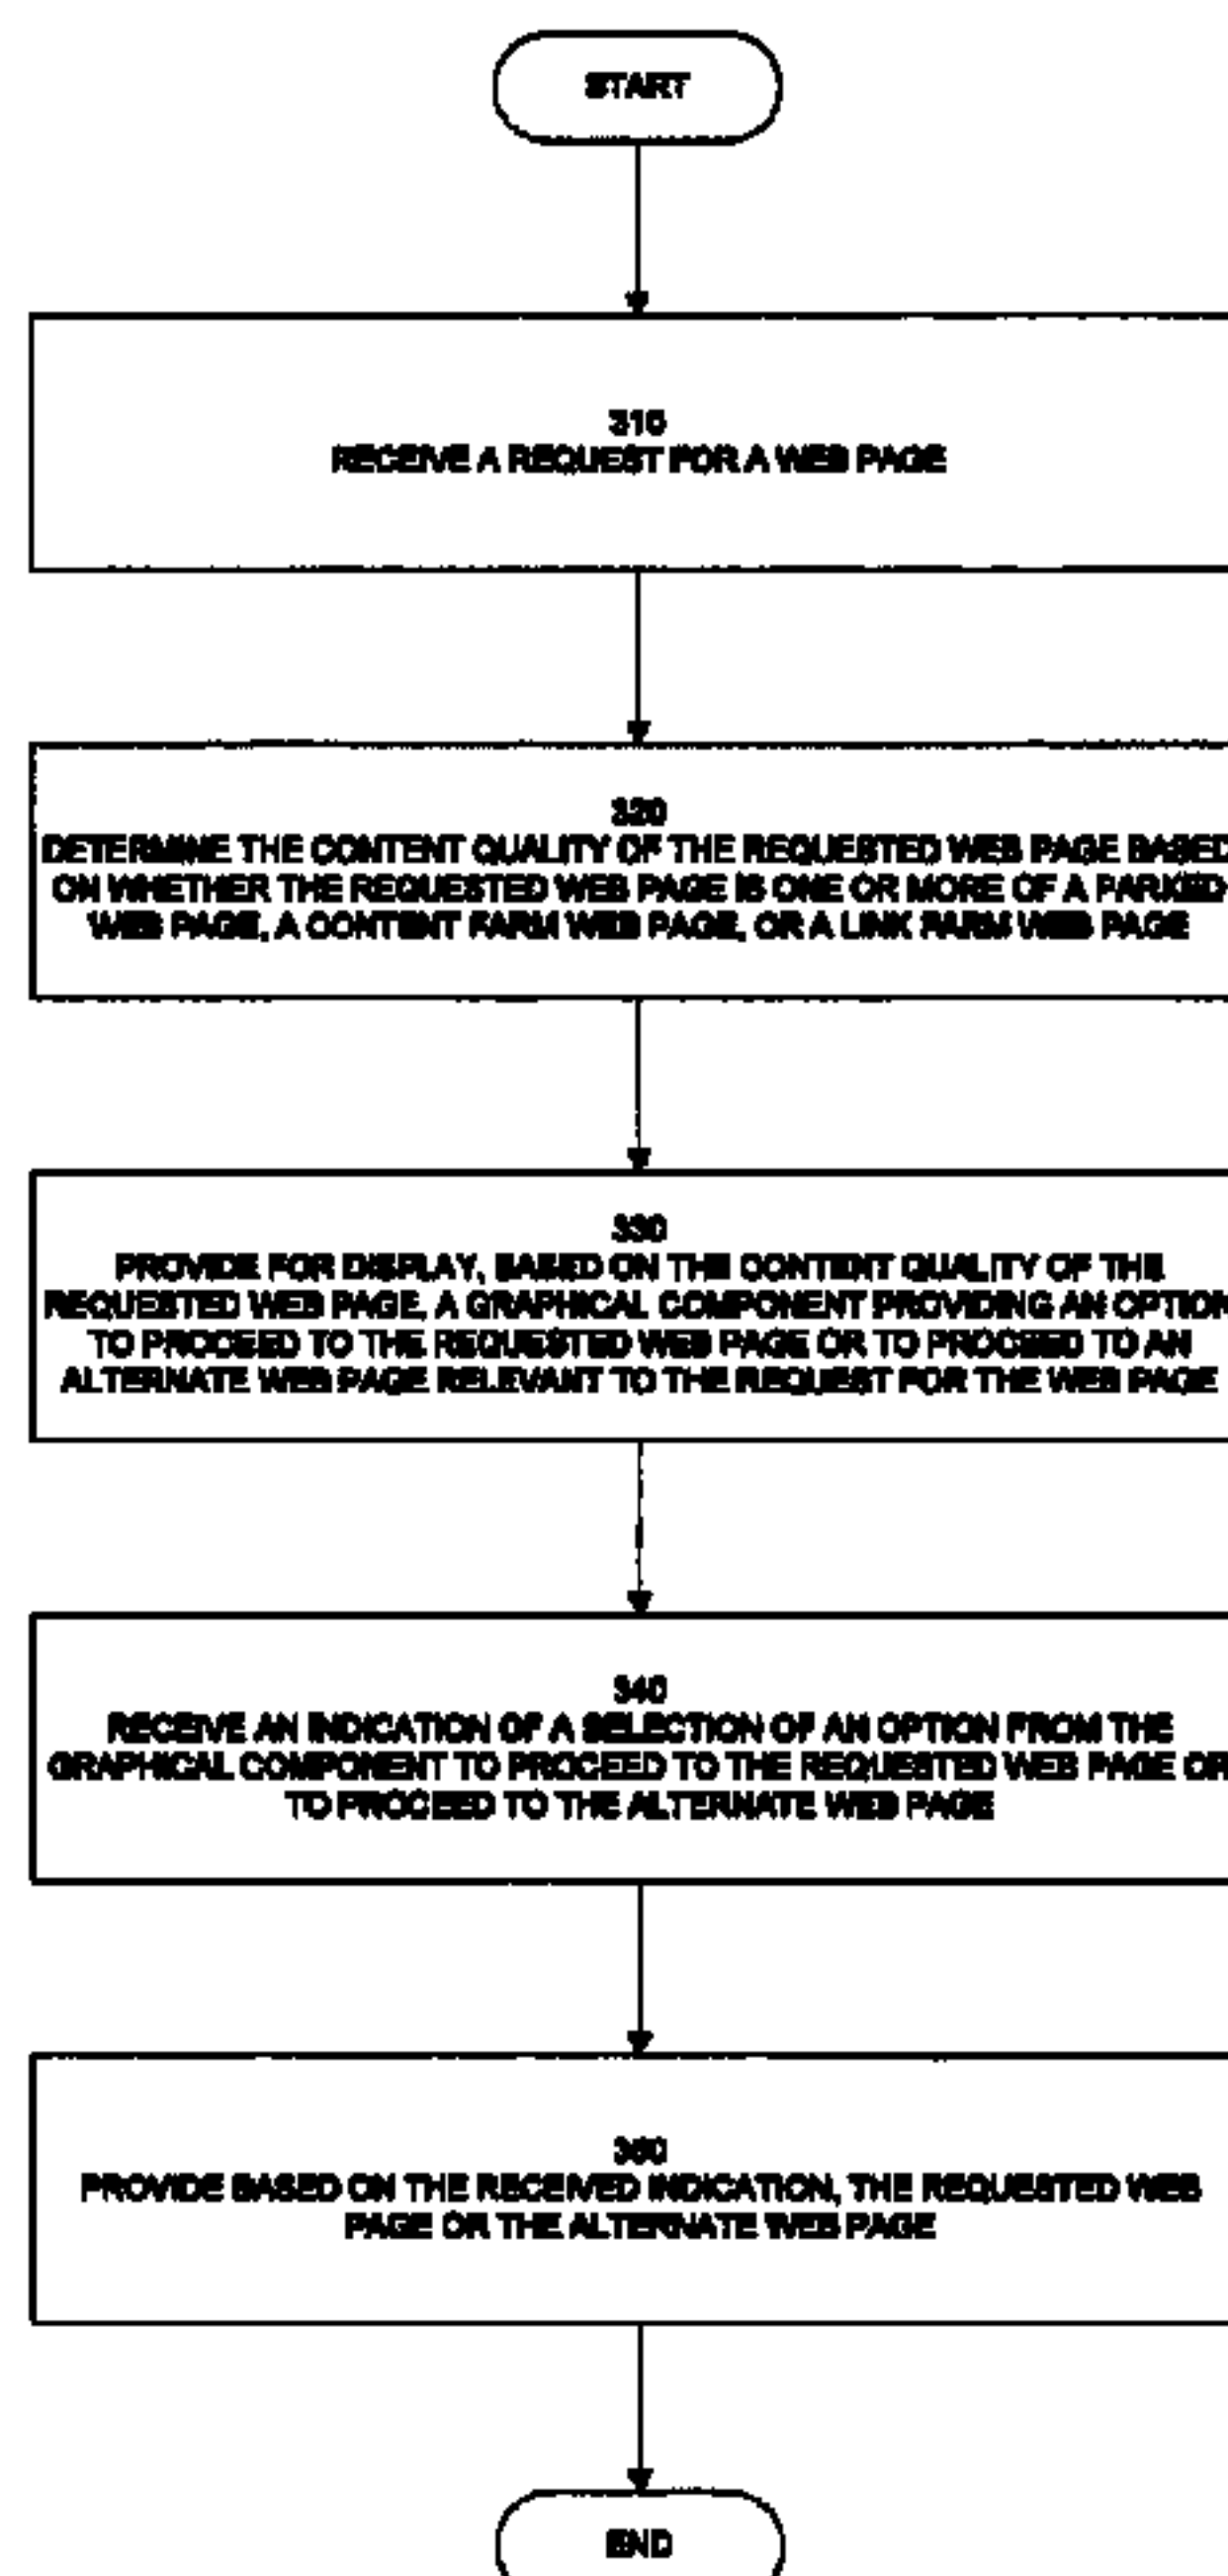 START
310
RECEIVE A REQUEST FOR A WEB PAGE
320
DETERMINE THE CONTENT QUALITY OF THE REQUESTED WEB PAGE BASED
ON WHETHER THE REQUESTED WEB PAGE IS ONE OR MORE OF A PARKED
WEB PAGE, A CONTENT FARM WEB PAGE, OR A LINK FARM WEB PAGE
330
PROVIDE FOR DISPLAY, BASED ON THE CONTENT QUALITY OF THE
REQUESTED WEB PAGE, A GRAPHICAL COMPONENT PROVIDING AN OPTION
TO PROCEED TO THE REQUESTED WEB PAGE OR TO PROCEED TO AN
ALTERNATE WEB PAGE RELEVANT TO THE REQUEST FOR THE WEB PAGE
340
RECEIVE AN INDICATION OF A SELECTION OF AN OPTION FROM THE
GRAPHICAL COMPONENT TO PROCEED TO THE REQUESTED WEB PAGE OR
TO PROCEED TO THE ALTERNATE WEB PAGE
350
PROVIDE BASED ON THE RECEIVED INDICATION, THE REQUESTED WEB
PAGE OR THE ALTERNATE WEB PAGE
END